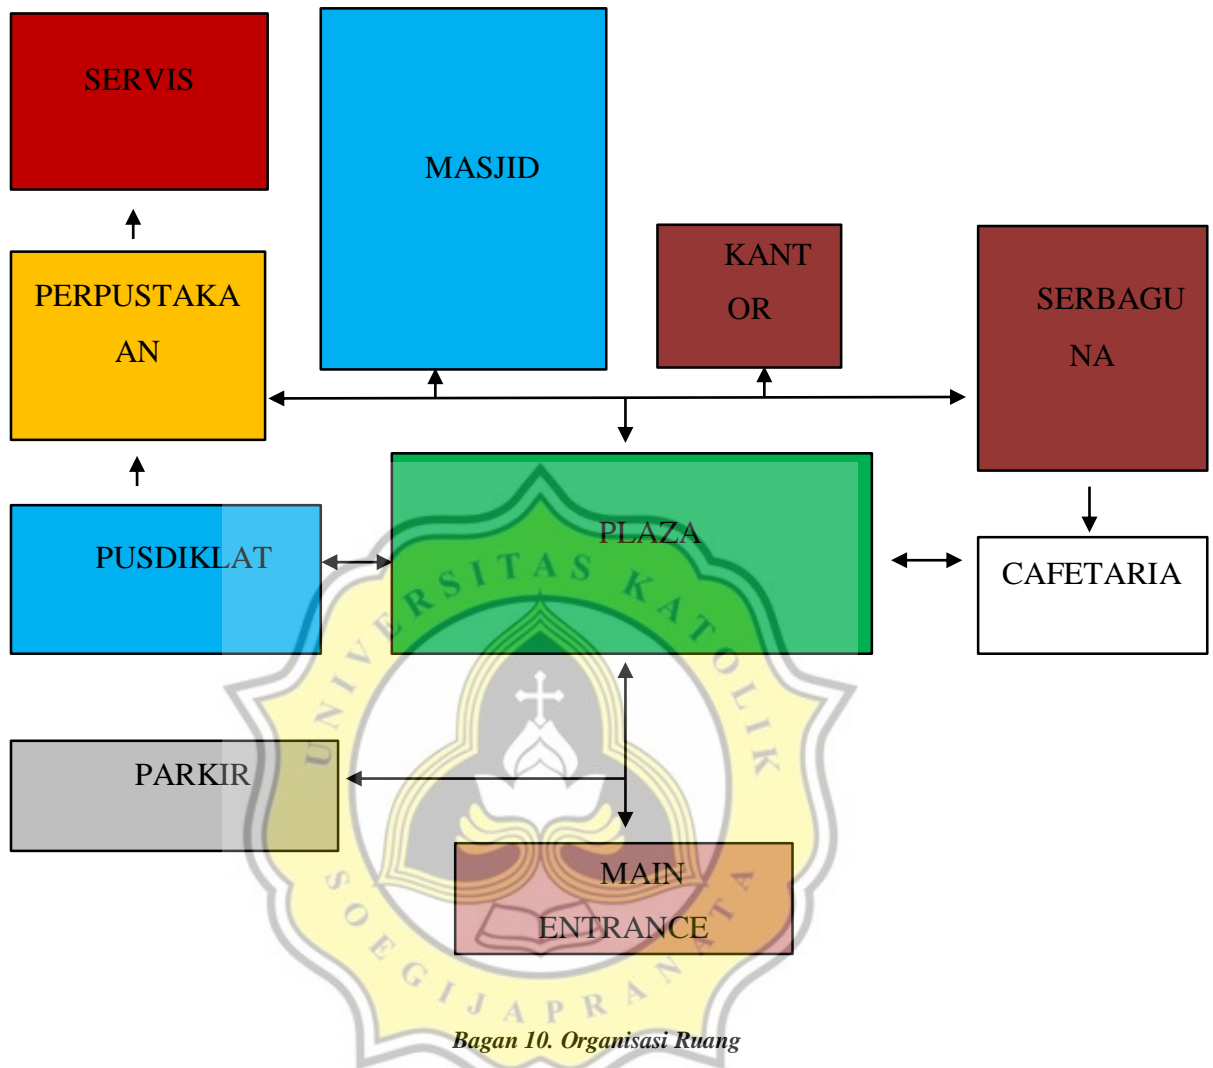 SERVIS
MASJID
KANT
OR
PERPUSTAKA
AN
SERBAGU
NA
PLAZA
PUSDIKLAT
CAFETARIA
PARKIR
MAIN
ENTRANCE
UNIVERSITAS KATOLIK
SOEGIJAPRANATA
Bagan 10. Organisasi Ruang